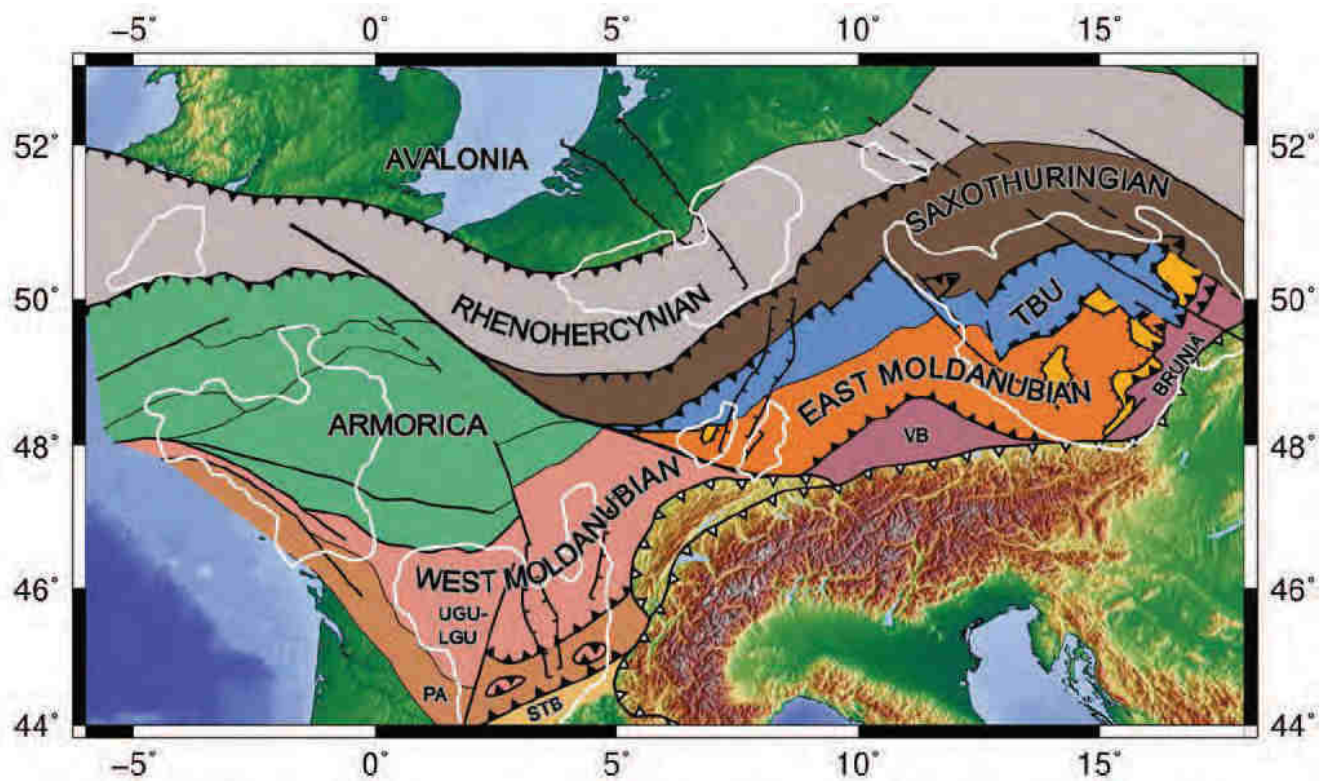 -5° 0° 5° 10° 15°
52° 52°
AVALONIA
SAXOTHURINGIAN
50° 50°
RHENOHERCYNIAN
TBU
BRUNIA
EAST MOLDANUBIAN
ARMORICA
48° 48°
VB
WEST MOLDANUBIAN
46° 46°
UGU-
LGU
PA
STB
44° 44°
-5° 0° 5° 10° 15°